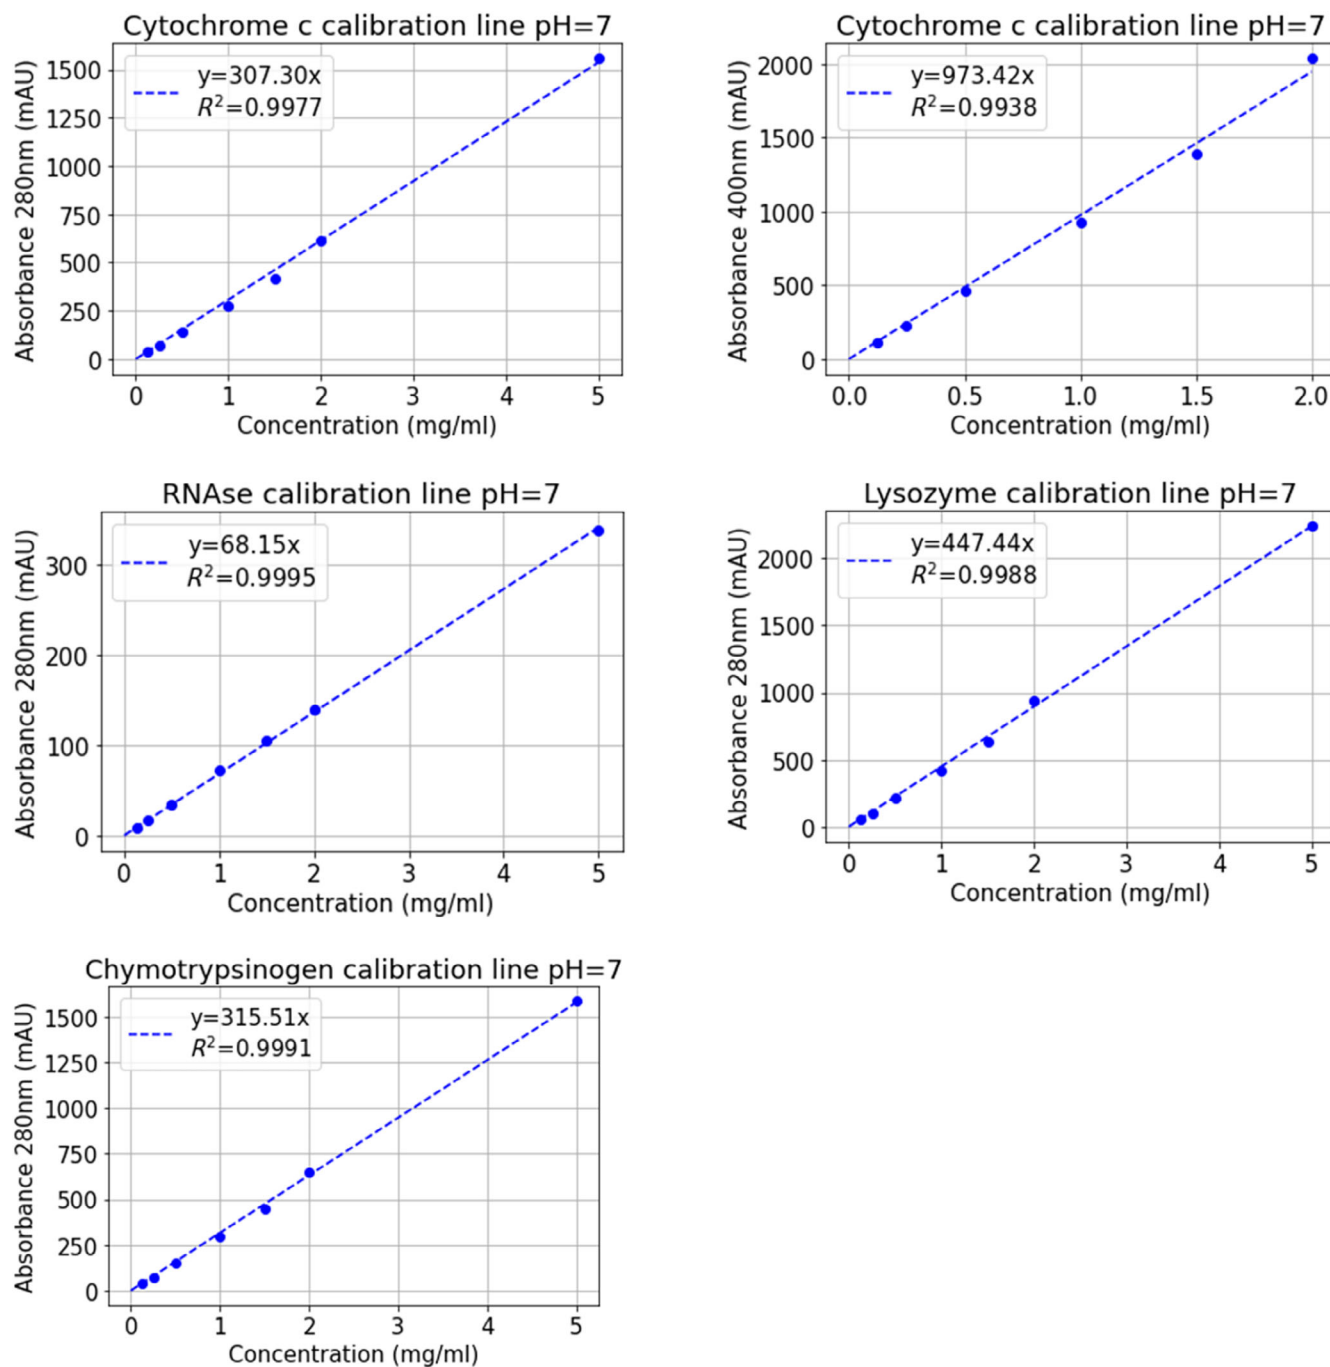 Cytochrome c calibration line pH=7
y=307.30x
R²=0.9977
Absorbance 280nm (mAU)
1500
1250
1000
750
500
250
0
0 1 2 3 4 5
Concentration (mg/ml)
Cytochrome c calibration line pH=7
y=973.42x
R²=0.9938
Absorbance 400nm (mAU)
2000
1500
1000
500
0
0.0 0.5 1.0 1.5 2.0
Concentration (mg/ml)
RNAse calibration line pH=7
y=68.15x
R²=0.9995
Absorbance 280nm (mAU)
300
200
100
0
0 1 2 3 4 5
Concentration (mg/ml)
Lysozyme calibration line pH=7
y=447.44x
R²=0.9988
Absorbance 280nm (mAU)
2000
1500
1000
500
0
0 1 2 3 4 5
Concentration (mg/ml)
Chymotrypsinogen calibration line pH=7
y=315.51x
R²=0.9991
Absorbance 280nm (mAU)
1500
1250
1000
750
500
250
0
0 1 2 3 4 5
Concentration (mg/ml)